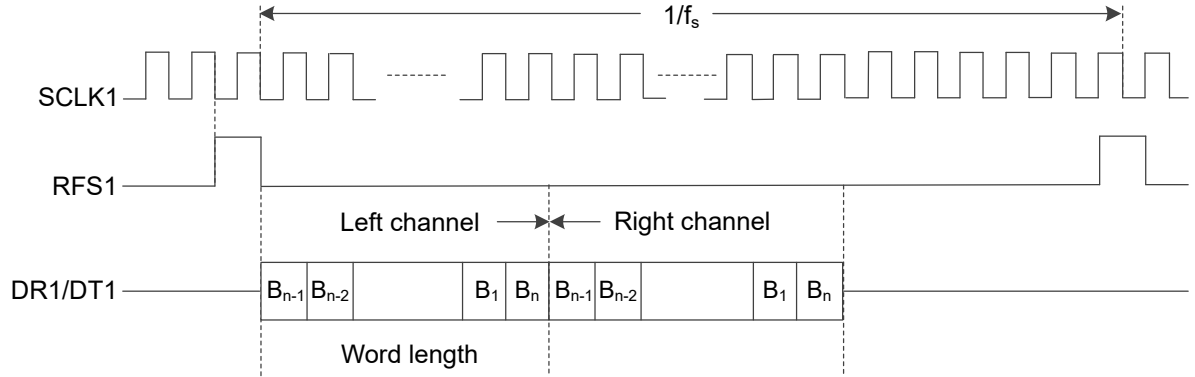 1/fs
SCLK1
RFS1
Left channel Right channel
DR1/DT1 Bn-1 Bn-2 B1 Bn Bn-1 Bn-2 B1 Bn
Word length